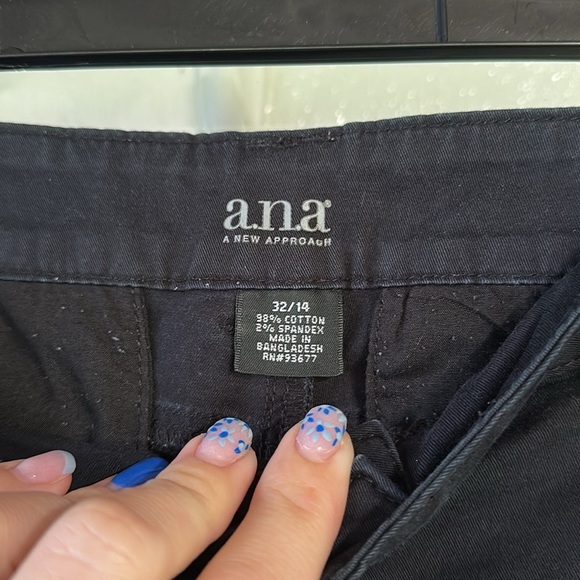 a.n.a®
A NEW APPROACH
32/14
98% COTTON
2% SPANDEX
MADE IN
BANGLADESH
RN#93677